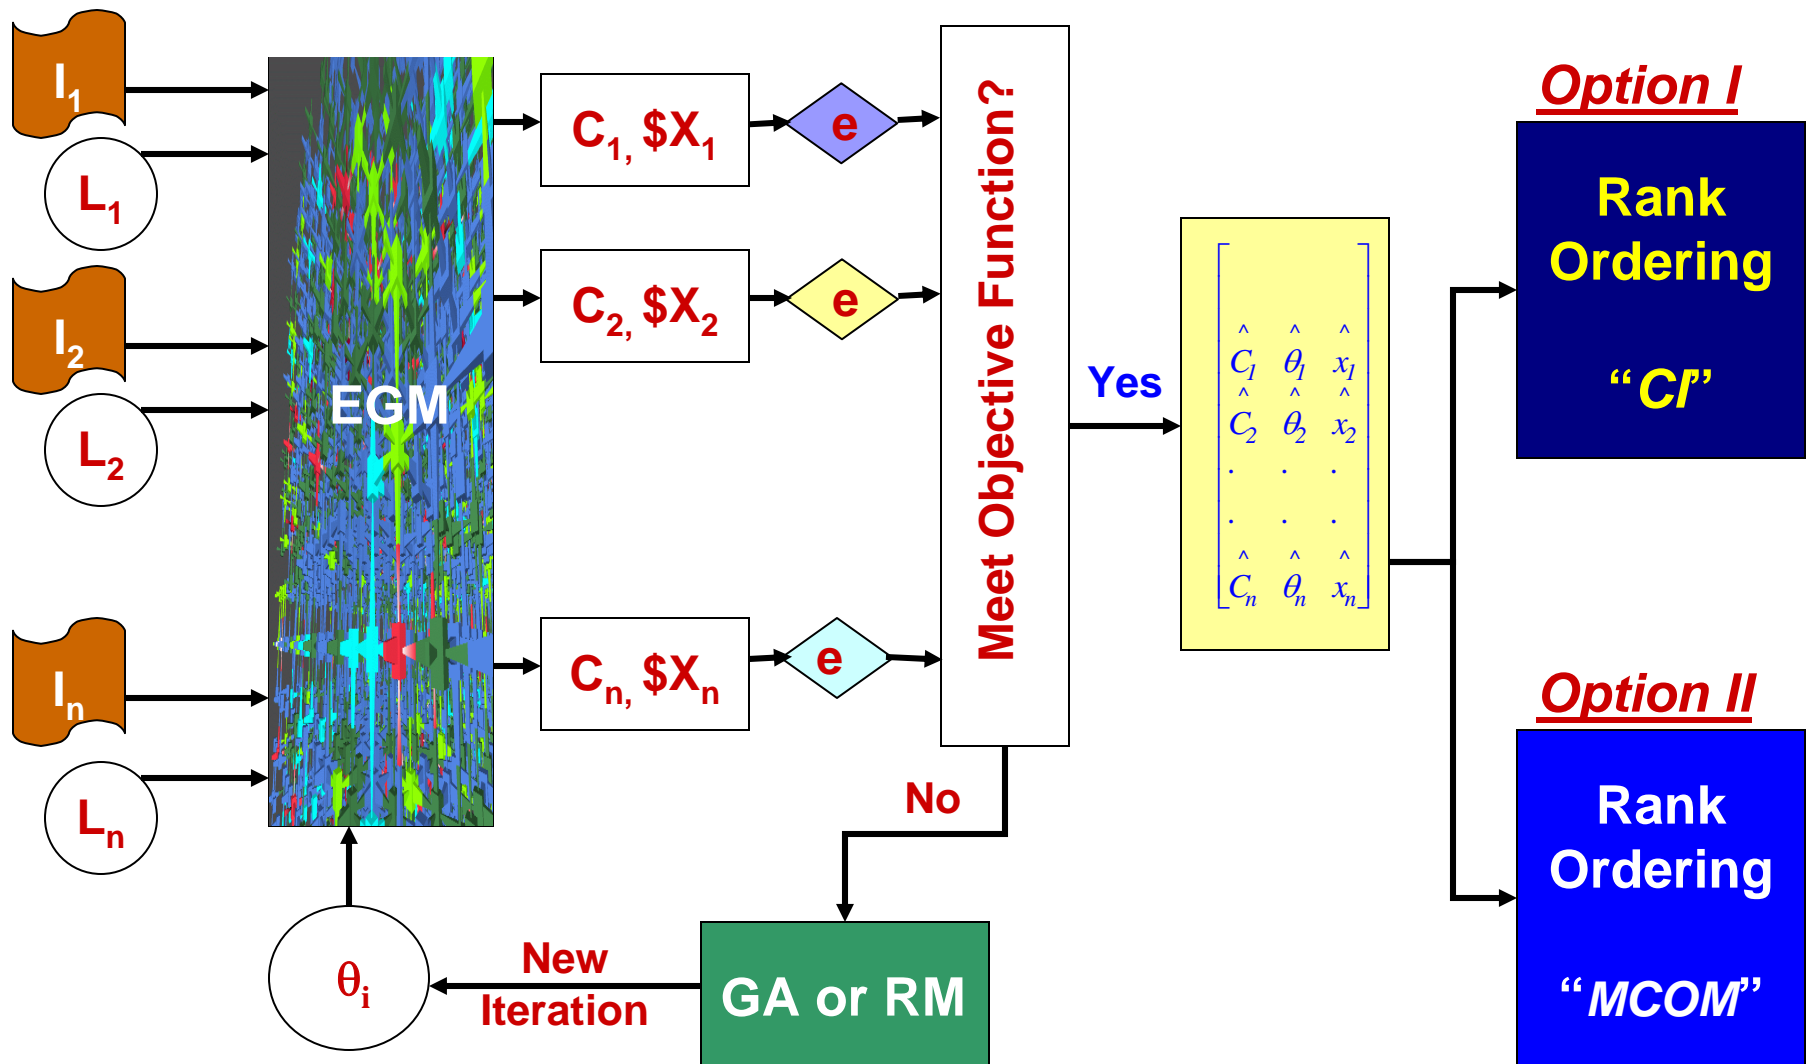 I1
L1
I2
L2
In
Ln
EGM
C1, $X1
e
C2, $X2
e
Cn, $Xn
e
Meet Objective Function?
Yes
No
GA or RM
New
Iteration
θi
Ĉ1 θ̂1 x̂1
Ĉ2 θ̂2 x̂2
. . .
. . .
Ĉn θ̂n x̂n
Option I
Rank
Ordering
“CI”
Option II
Rank
Ordering
“MCOM”